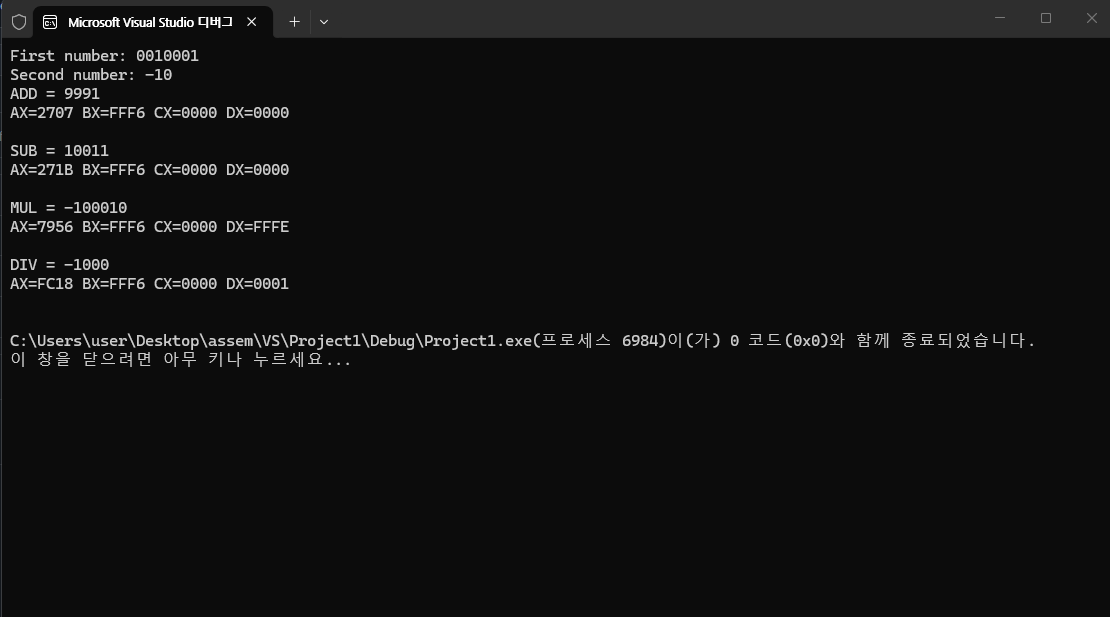 Microsoft Visual Studio 디버그
First number: 0010001
Second number: -10
ADD = 9991
AX=2707 BX=FFF6 CX=0000 DX=0000
SUB = 10011
AX=271B BX=FFF6 CX=0000 DX=0000
MUL = -100010
AX=7956 BX=FFF6 CX=0000 DX=FFFE
DIV = -1000
AX=FC18 BX=FFF6 CX=0000 DX=0001
C:\Users\user\Desktop\assem\VS\Project1\Debug\Project1.exe(프로세스 6984)이(가) 0 코드(0x0)와 함께 종료되었습니다.
이 창을 닫으려면 아무 키나 누르세요...